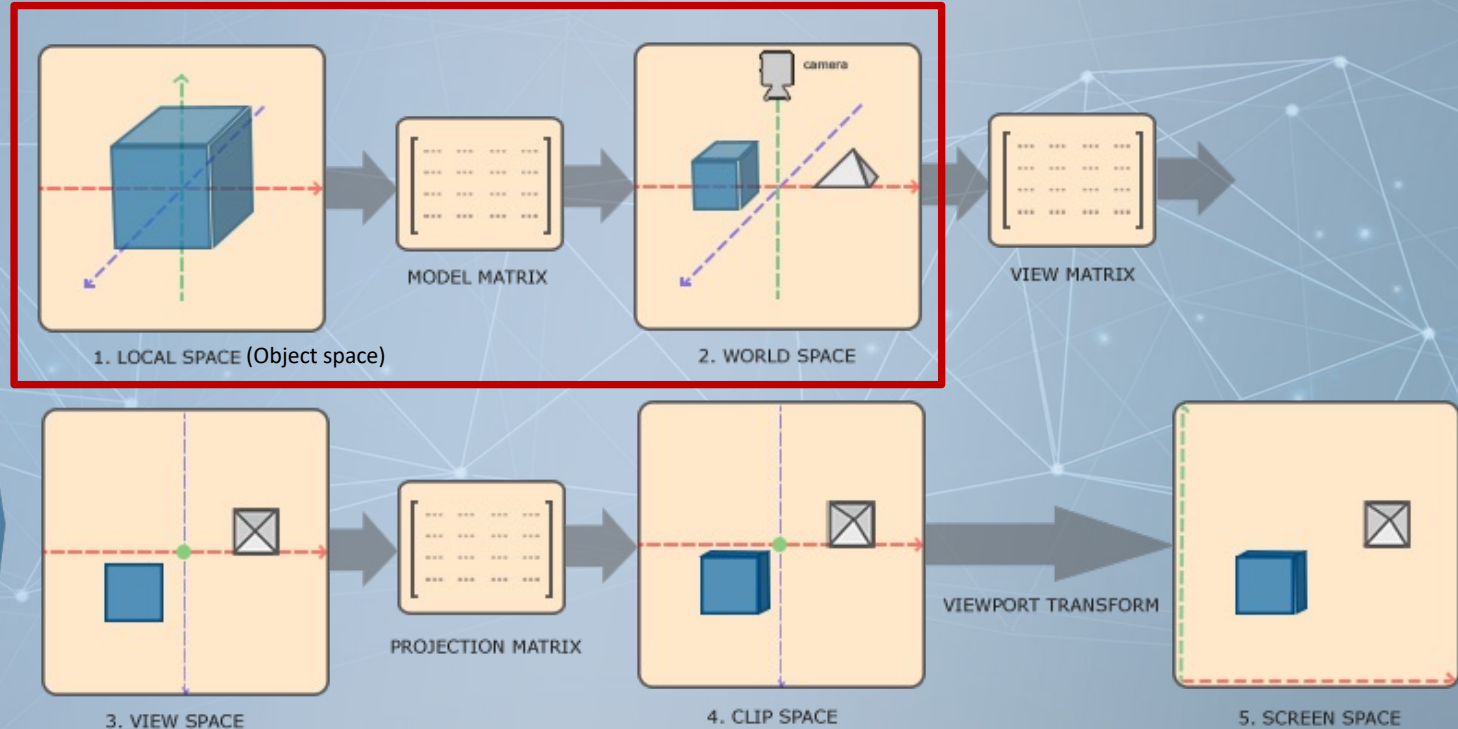 camera
MODEL MATRIX
VIEW MATRIX
1. LOCAL SPACE (Object space)
2. WORLD SPACE
VIEWPORT TRANSFORM
PROJECTION MATRIX
3. VIEW SPACE
4. CLIP SPACE
5. SCREEN SPACE